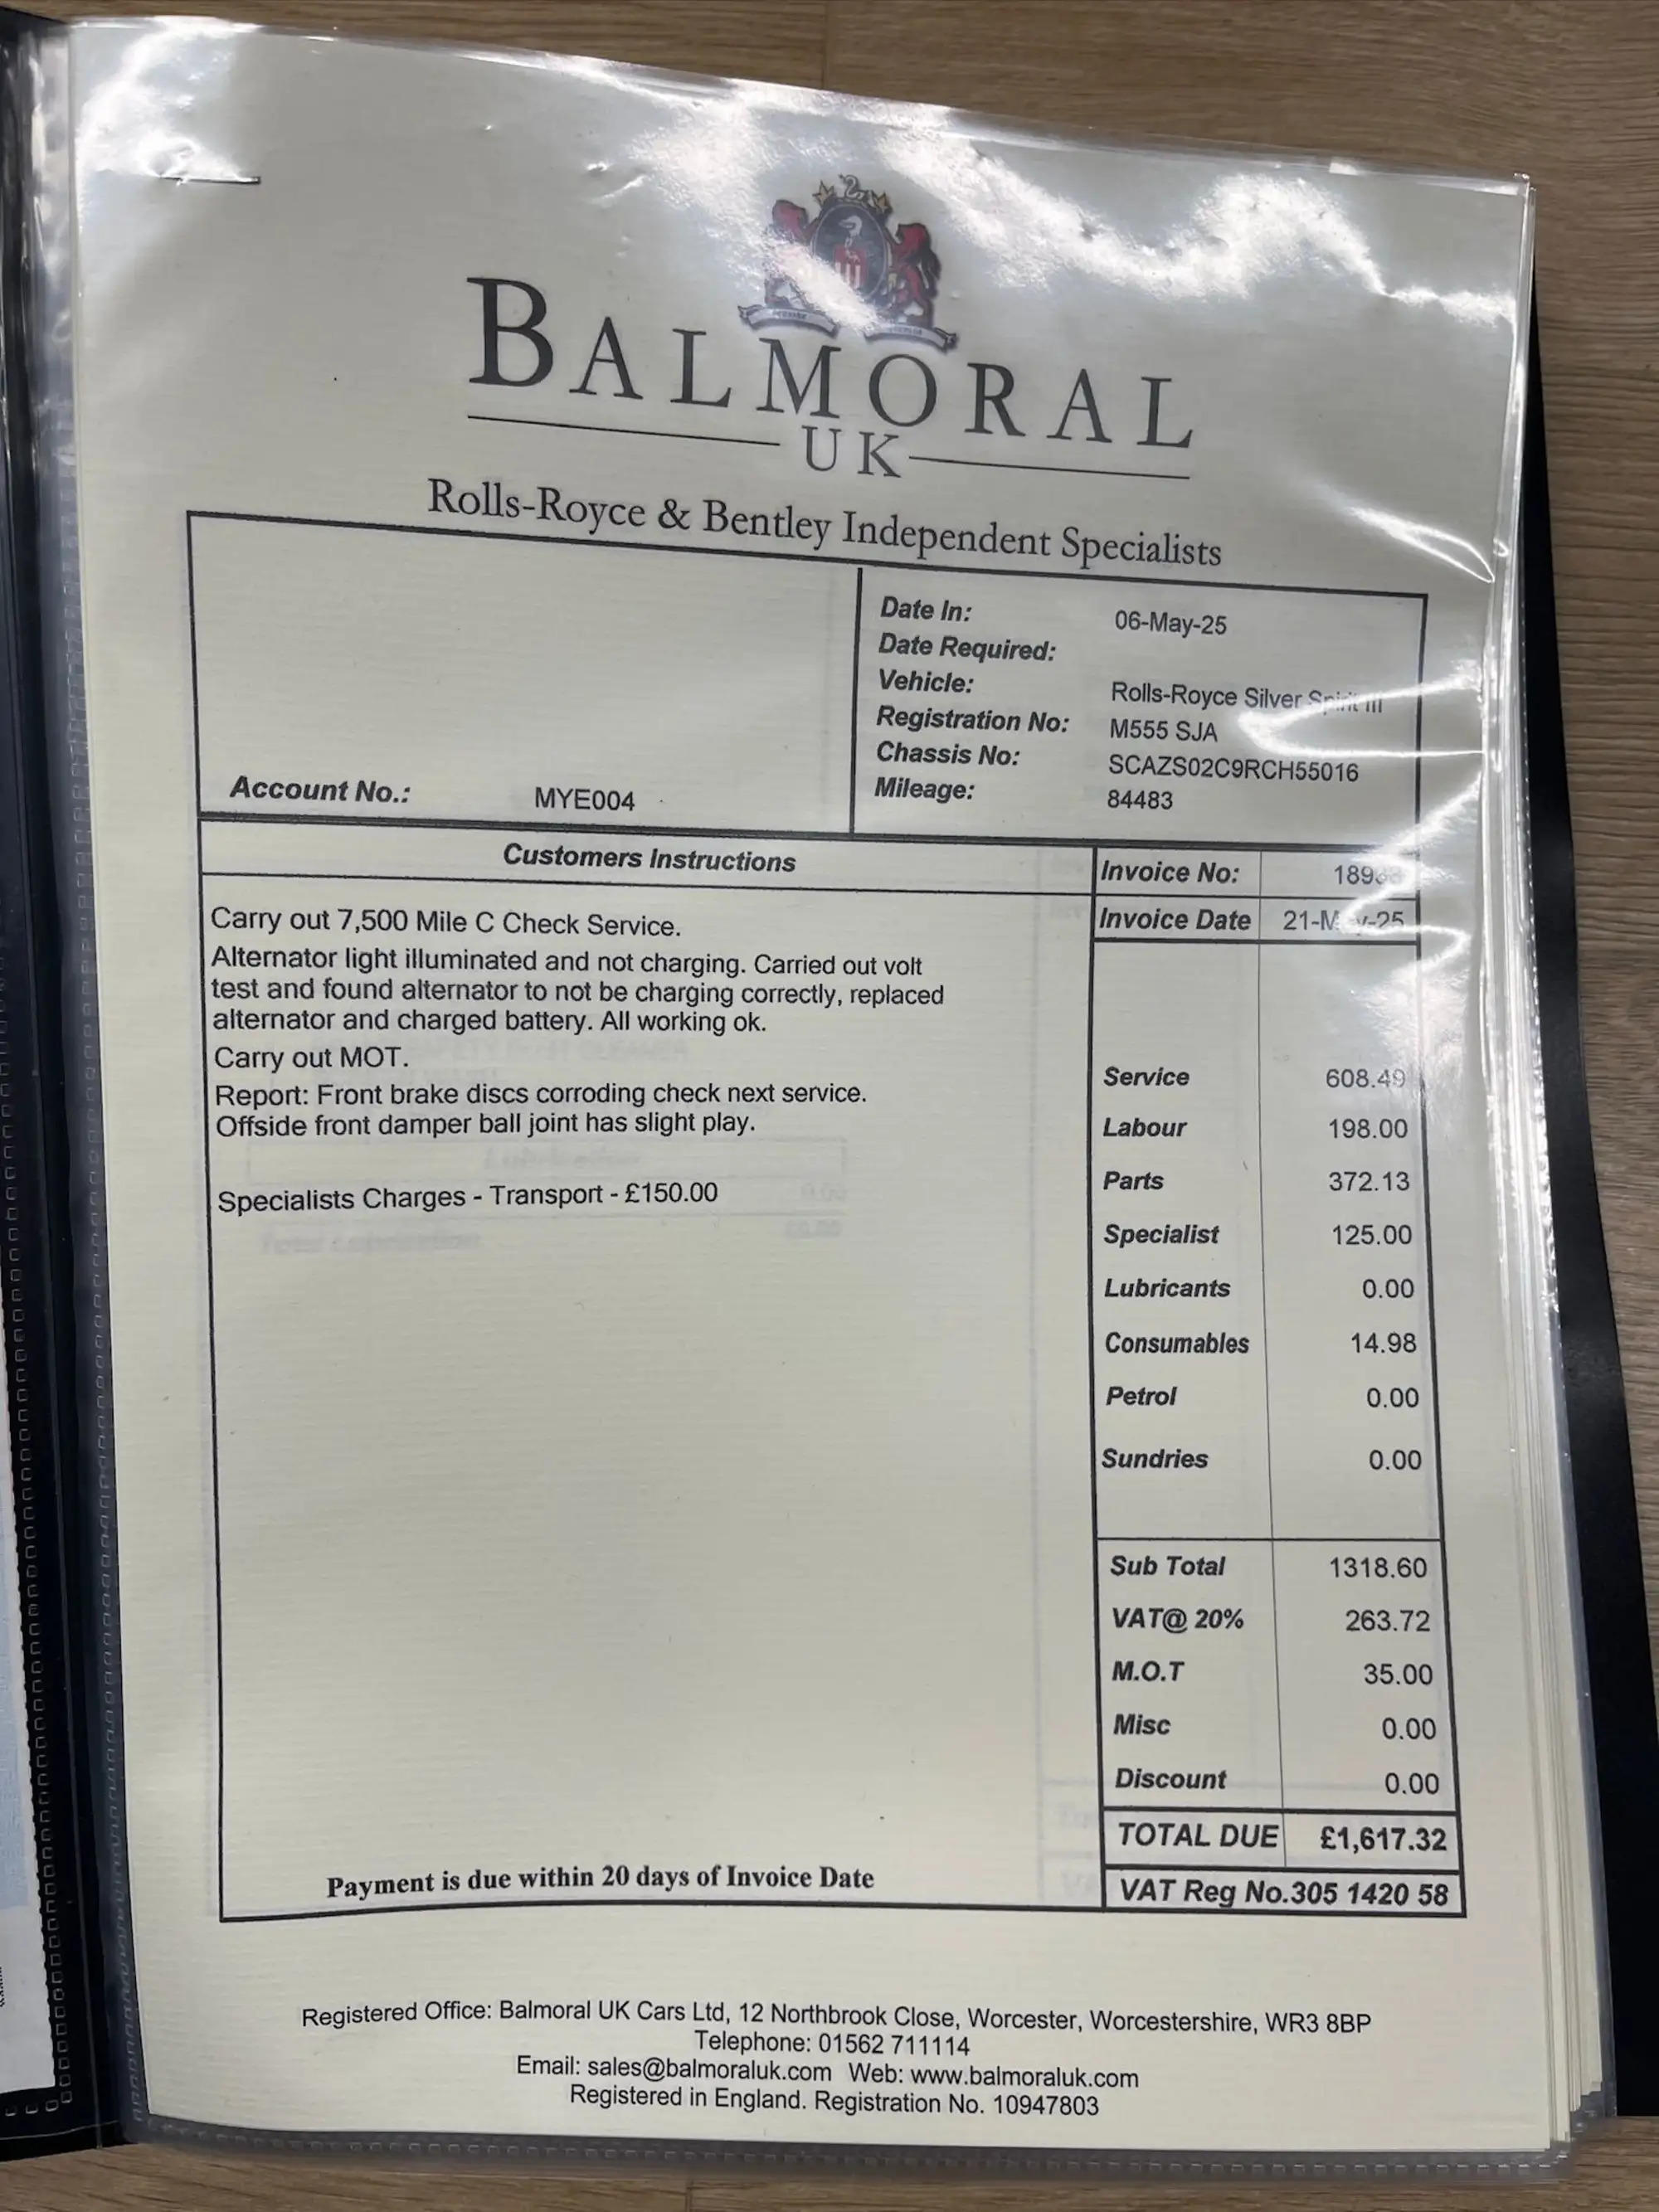 BALMORAL
UK
Rolls-Royce & Bentley Independent Specialists
Date In: 06-May-25
Date Required:
Vehicle: Rolls-Royce Silver Spirit III
Registration No: M555 SJA
Chassis No: SCAZS02C9RCH55016
Mileage: 84483
Account No.: MYE004
Customers Instructions
Invoice No:
Invoice Date 21-May-25
Carry out 7,500 Mile C Check Service.
Alternator light illuminated and not charging. Carried out volt
test and found alternator to not be charging correctly, replaced
alternator and charged battery. All working ok.
Carry out MOT.
Report: Front brake discs corroding check next service.
Offside front damper ball joint has slight play.
Specialists Charges - Transport - £150.00
Service 608.49
Labour 198.00
Parts 372.13
Specialist 125.00
Lubricants 0.00
Consumables 14.98
Petrol 0.00
Sundries 0.00
Sub Total 1318.60
VAT@ 20% 263.72
M.O.T 35.00
Misc 0.00
Discount 0.00
TOTAL DUE £1,617.32
Payment is due within 20 days of Invoice Date
VAT Reg No.305 1420 58
Registered Office: Balmoral UK Cars Ltd, 12 Northbrook Close, Worcester, Worcestershire, WR3 8BP
Telephone: 01562 711114
Email: sales@balmoraluk.com Web: www.balmoraluk.com
Registered in England. Registration No. 10947803